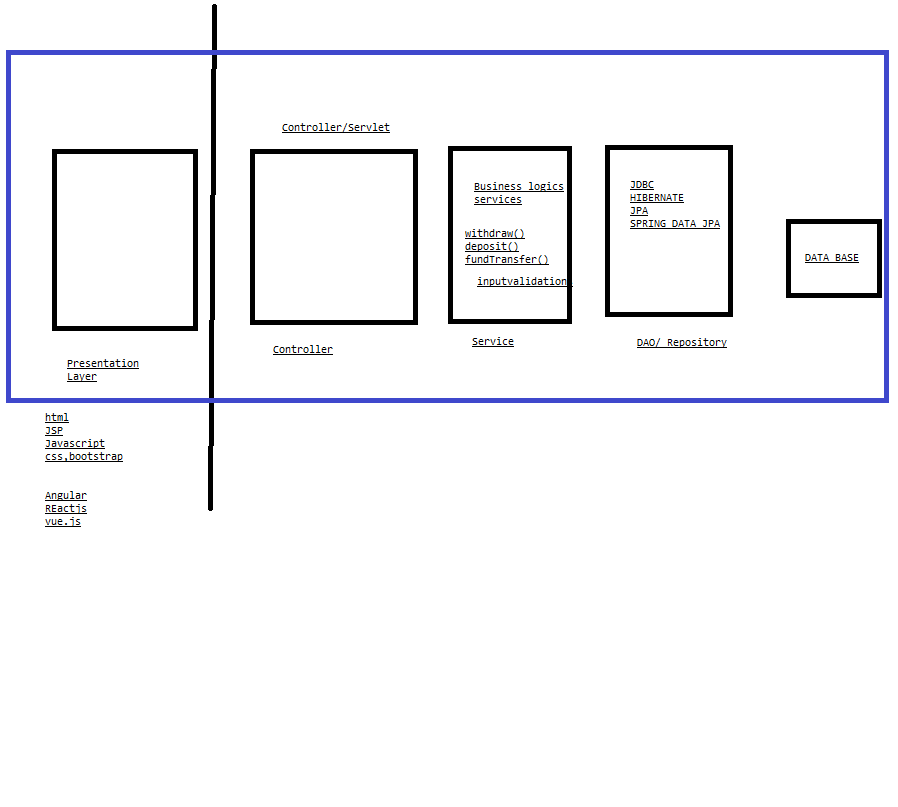 Controller/Servlet
Business logics
services
withdraw()
deposit()
fundTransfer()
inputvalidation
JDBC
HIBERNATE
JPA
SPRING DATA JPA
DATA BASE
Presentation
Layer
Controller
Service
DAO/ Repository
html
JSP
Javascript
css,bootstrap
Angular
REactjs
vue.js